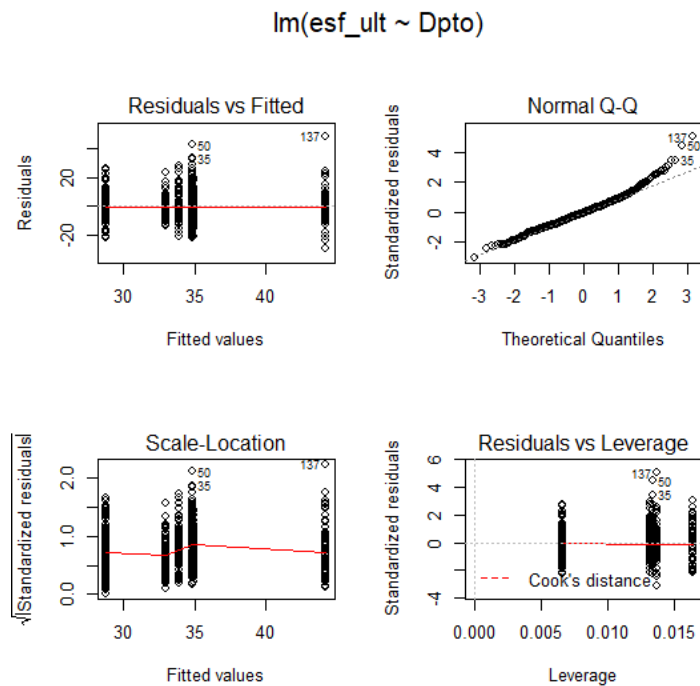 lm(esf_ult ~ Dpto)
Residuals vs Fitted
Residuals
20
-20
137
50
35
30 35 40
Fitted values
Normal Q-Q
Standardized residuals
4
2
0
-2
137
50
35
-3 -2 -1 0 1 2 3
Theoretical Quantiles
Scale-Location
√|Standardized residuals|
2.0
1.0
0.0
137
50
35
30 35 40
Fitted values
Residuals vs Leverage
Standardized residuals
6
4
2
0
-4
137
50
35
Cook's distance
0.000 0.005 0.010 0.015
Leverage